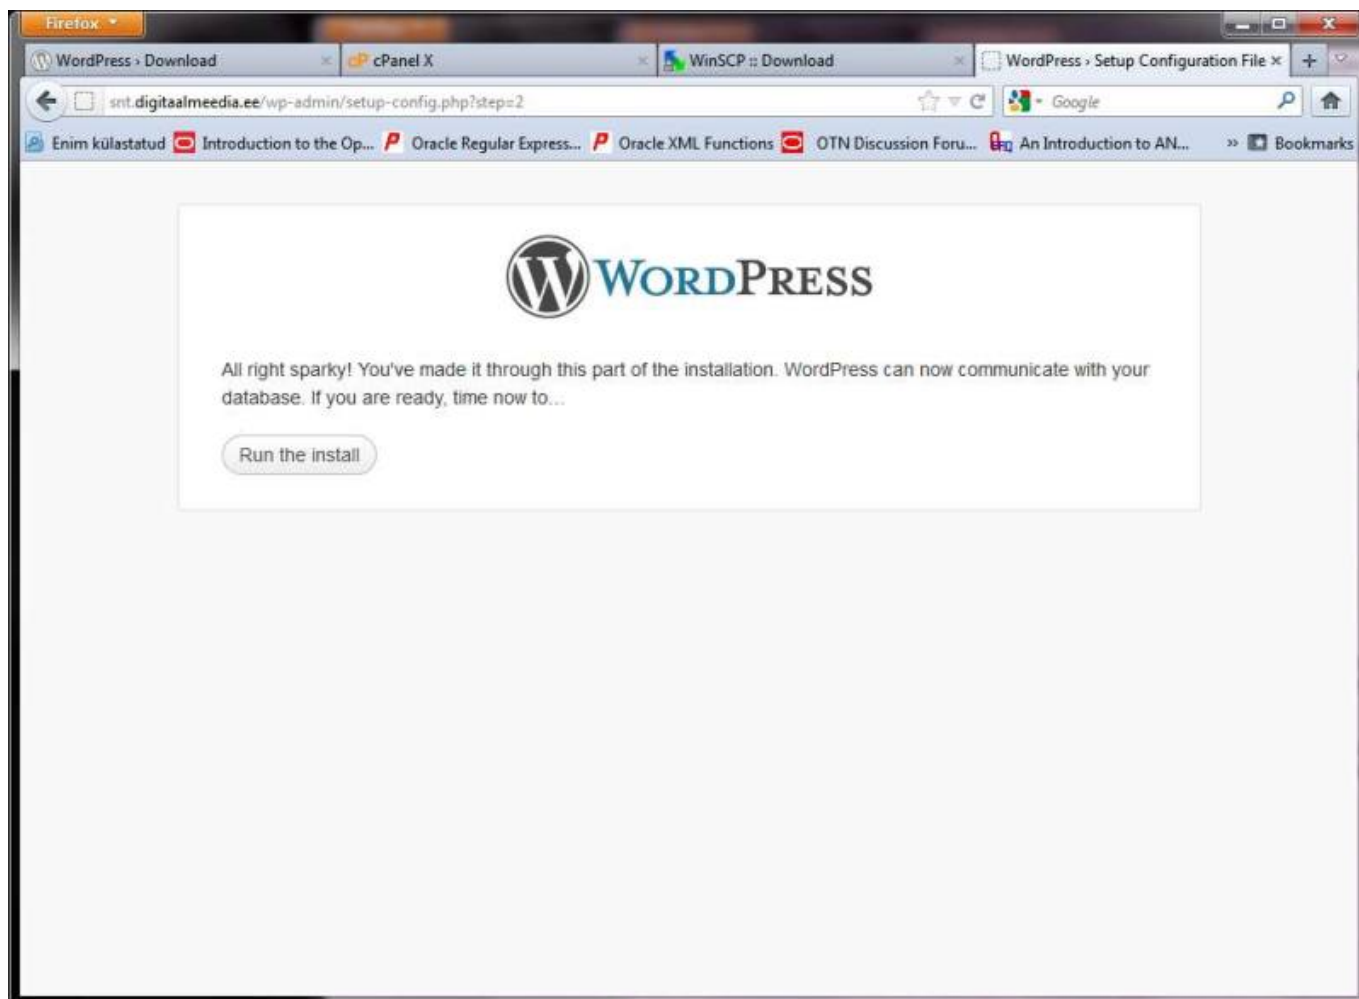 Firefox
WordPress › Download
cP cPanel X
WinSCP :: Download
WordPress › Setup Configuration File
snt.digitaalmeedia.ee/wp-admin/setup-config.php?step=2
Google
Enim külastatud
Introduction to the Op...
Oracle Regular Express...
Oracle XML Functions
OTN Discussion Foru...
An Introduction to AN...
Bookmarks
WORDPRESS
All right sparky! You've made it through this part of the installation. WordPress can now communicate with your
database. If you are ready, time now to…
Run the install